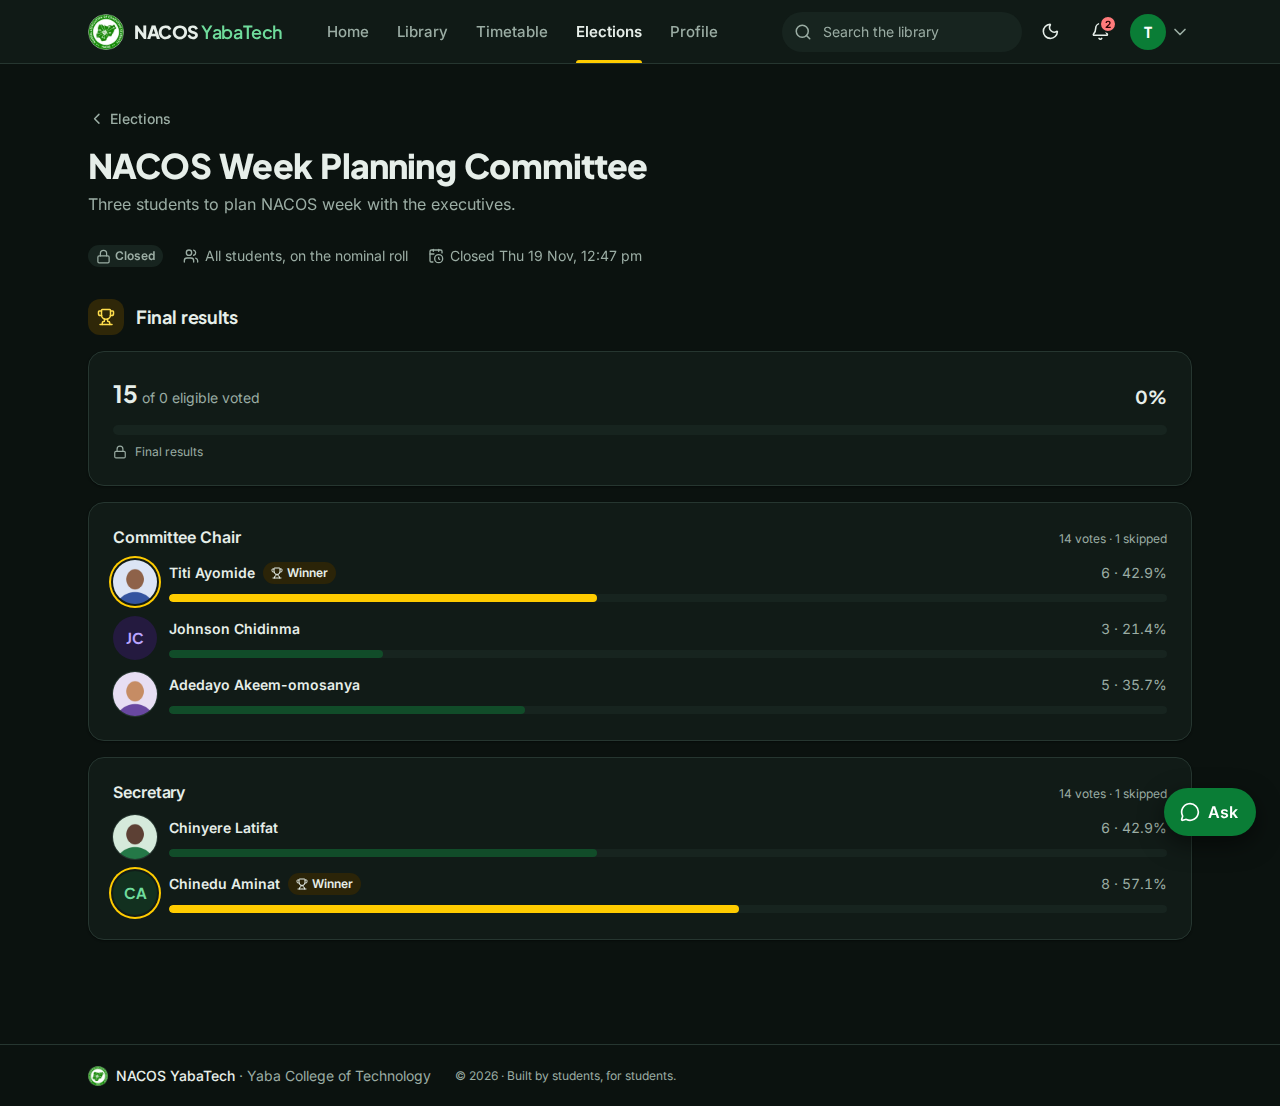 NACOS YabaTech Home Library Timetable Elections Profile Search the library 2 T
Elections
NACOS Week Planning Committee
Three students to plan NACOS week with the executives.
Closed All students, on the nominal roll Closed Thu 19 Nov, 12:47 pm
Final results
15 of 0 eligible voted 0%
Final results
Committee Chair 14 votes · 1 skipped
Titi Ayomide Winner 6 · 42.9%
JC Johnson Chidinma 3 · 21.4%
Adedayo Akeem-omosanya 5 · 35.7%
Secretary 14 votes · 1 skipped
Ask
Chinyere Latifat 6 · 42.9%
CA Chinedu Aminat Winner 8 · 57.1%
NACOS YabaTech · Yaba College of Technology © 2026 · Built by students, for students.